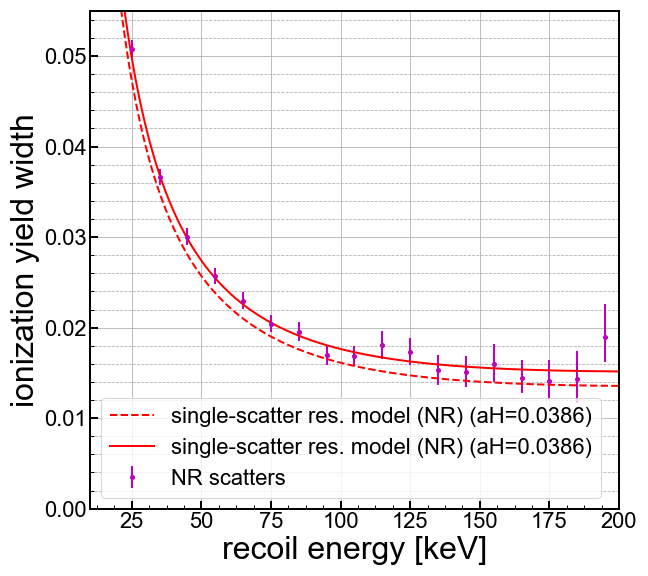 ionization yield width
0.05
0.04
0.03
0.02
0.01
0.00
single-scatter res. model (NR) (aH=0.0386)
single-scatter res. model (NR) (aH=0.0386)
NR scatters
25 50 75 100 125 150 175 200
recoil energy [keV]